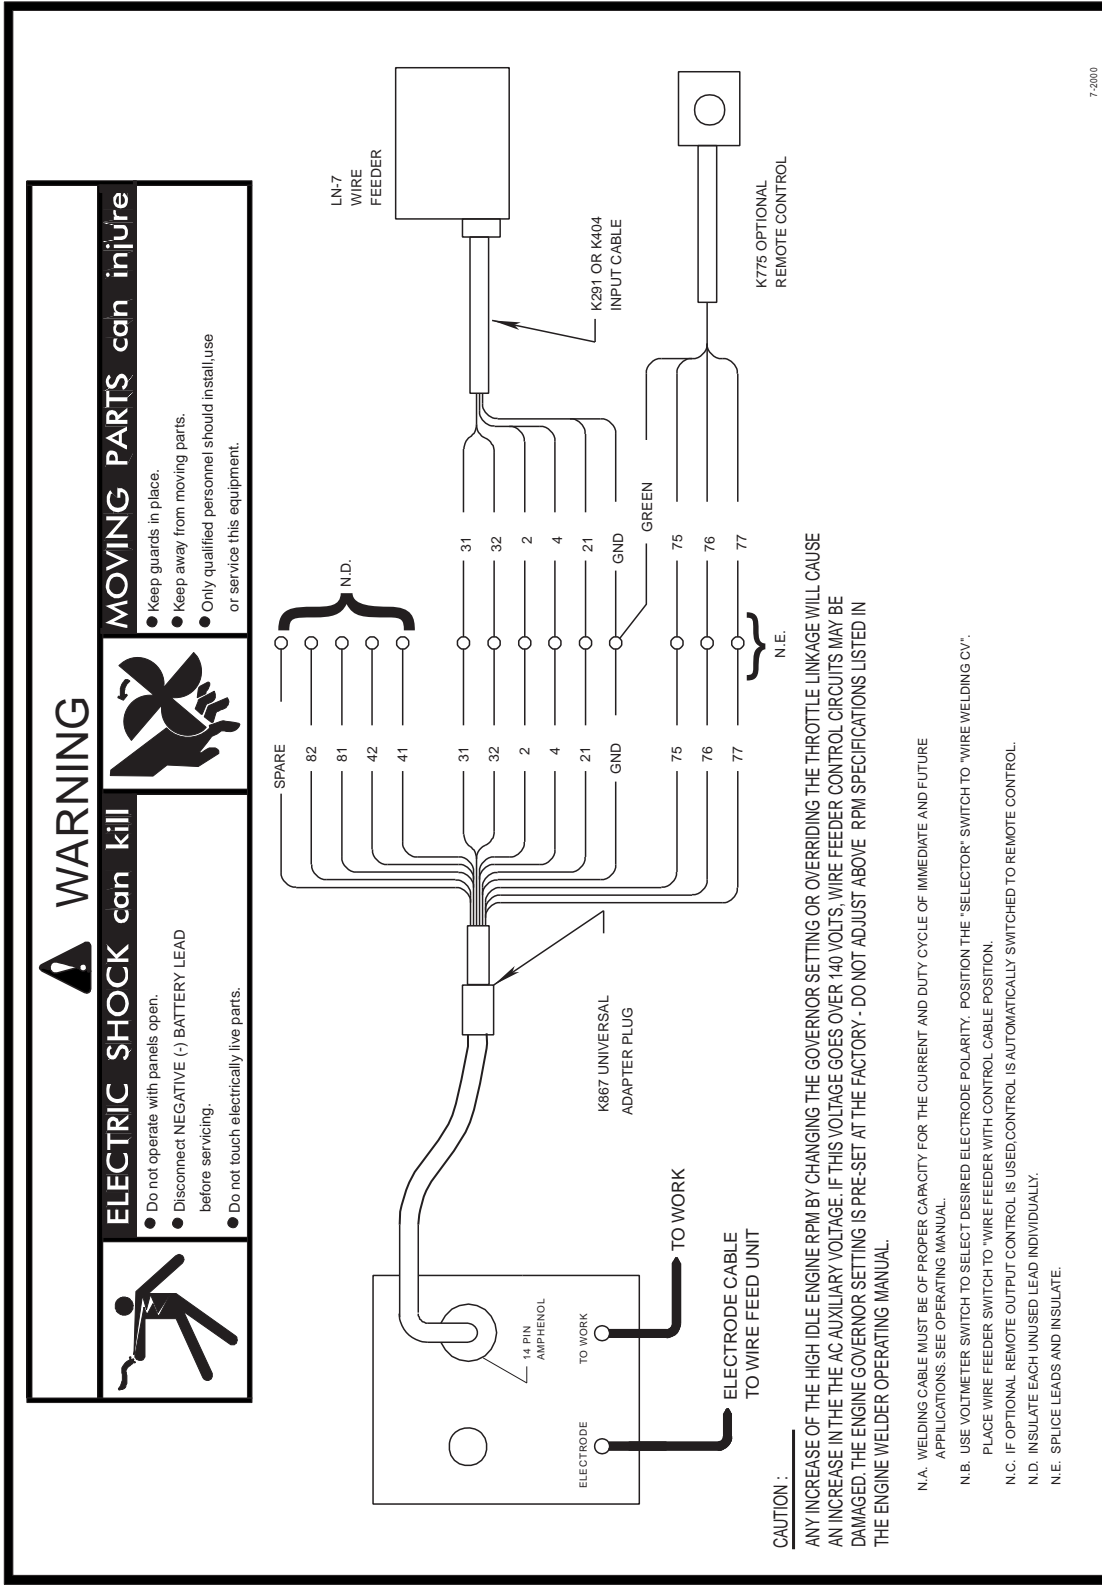 WARNING
ELECTRIC SHOCK can kill
Do not operate with panels open.
Disconnect NEGATIVE (-) BATTERY LEAD
before servicing.
Do not touch electrically live parts.
MOVING PARTS can injure
Keep guards in place.
Keep away from moving parts.
Only qualified personnel should install,use
or service this equipment.
SPARE
82
81
42
41
31
32
2
4
21
GND
75
76
77
N.D.
31
32
2
4
21
GND
GREEN
75
76
77
N.E.
LN-7
WIRE
FEEDER
K291 OR K404
INPUT CABLE
K775 OPTIONAL
REMOTE CONTROL
K867 UNIVERSAL
ADAPTER PLUG
14 PIN
AMPHENOL
TO WORK
ELECTRODE
TO WORK
ELECTRODE CABLE
TO WIRE FEED UNIT
CAUTION :
ANY INCREASE OF THE HIGH IDLE ENGINE RPM BY CHANGING THE GOVERNOR SETTING OR OVERRIDING THE THROTTLE LINKAGE WILL CAUSE
AN INCREASE IN THE THE AC AUXILIARY VOLTAGE. IF THIS VOLTAGE GOES OVER 140 VOLTS, WIRE FEEDER CONTROL CIRCUITS MAY BE
DAMAGED. THE ENGINE GOVERNOR SETTING IS PRE-SET AT THE FACTORY - DO NOT ADJUST ABOVE RPM SPECIFICATIONS LISTED IN
THE ENGINE WELDER OPERATING MANUAL.
N.A. WELDING CABLE MUST BE OF PROPER CAPACITY FOR THE CURRENT AND DUTY CYCLE OF IMMEDIATE AND FUTURE
APPILICATIONS. SEE OPERATING MANUAL.
N.B. USE VOLTMETER SWITCH TO SELECT DESIRED ELECTRODE POLARITY. POSITION THE "SELECTOR" SWITCH TO "WIRE WELDING CV".
PLACE WIRE FEEDER SWITCH TO "WIRE FEEDER WITH CONTROL CABLE POSITION.
N.C. IF OPTIONAL REMOTE OUTPUT CONTROL IS USED,CONTROL IS AUTOMATICALLY SWITCHED TO REMOTE CONTROL.
N.D. INSULATE EACH UNUSED LEAD INDIVIDUALLY.
N.E. SPLICE LEADS AND INSULATE.
7-2000